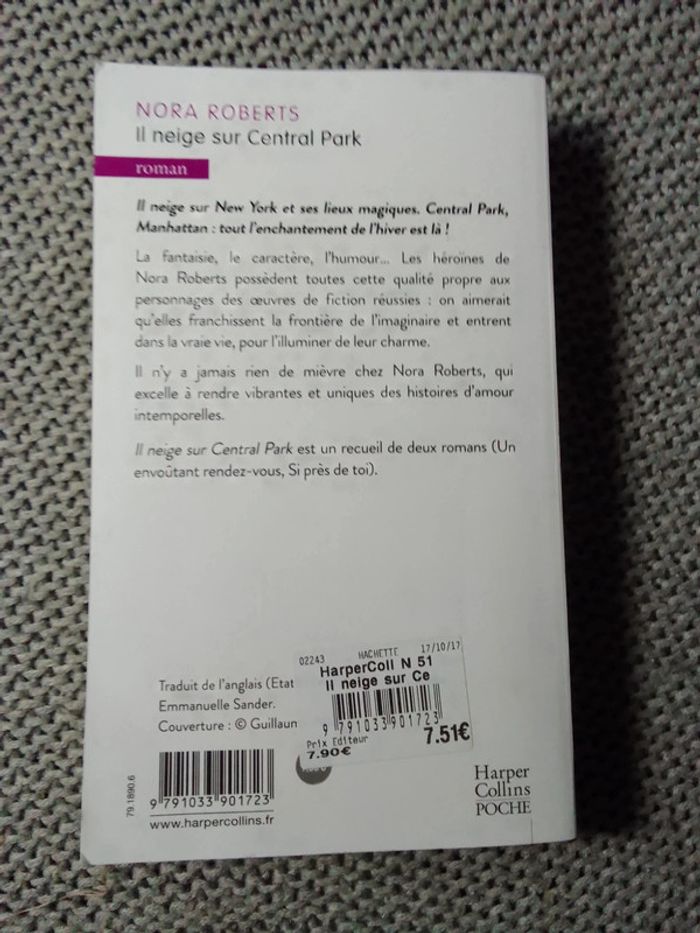 NORA ROBERTS
Il neige sur Central Park
roman
Il neige sur New York et ses lieux magiques. Central Park,
Manhattan : tout l'enchantement de l'hiver est là !
La fantaisie, le caractère, l'humour... Les héroïnes de
Nora Roberts possèdent toutes cette qualité propre aux
personnages des œuvres de fiction réussies : on aimerait
qu'elles franchissent la frontière de l'imaginaire et entrent
dans la vraie vie, pour l'illuminer de leur charme.
Il n'y a jamais rien de mièvre chez Nora Roberts, qui
excelle à rendre vibrantes et uniques des histoires d'amour
intemporelles.
Il neige sur Central Park est un recueil de deux romans (Un
envoûtant rendez-vous, Si près de toi).
Traduit de l'anglais (Etat
Emmanuelle Sander.
Couverture : © Guillaun
02243 HACHETTE 17/10/17
HarperColl N 51
Il neige sur Ce
9 791033 901723
Prix Editeur
7.90€
7.51€
79.1890.6
9 791033 901723
www.harpercollins.fr
Harper
Collins
POCHE